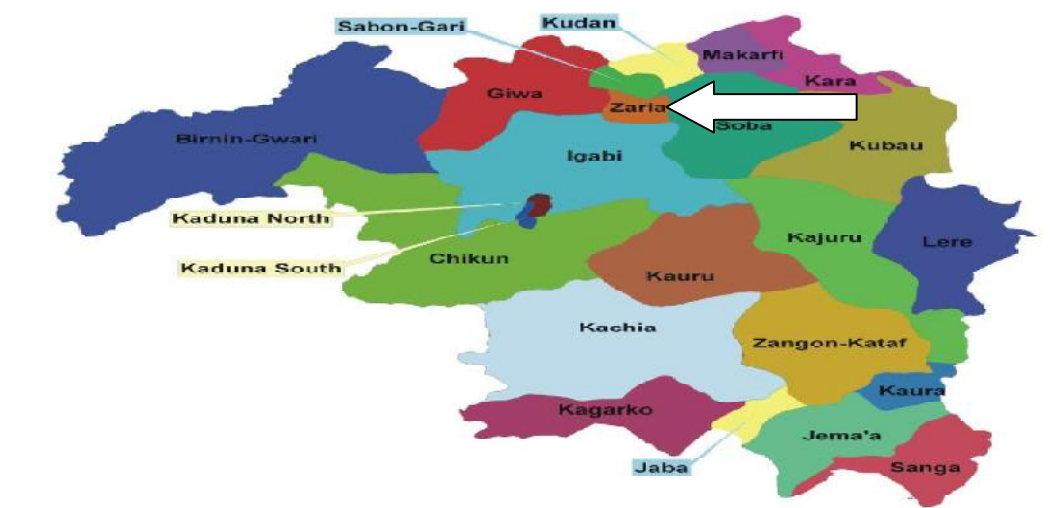 Sabon-Gari
Kudan
Makarfi
Kara
Giwa
Zaria
Soba
Birnin-Gwari
Igabi
Kubau
Kaduna North
Kajuru
Lere
Kaduna South
Chikun
Kauru
Kachia
Zangon-Kataf
Kaura
Kagarko
Jema'a
Jaba
Sanga